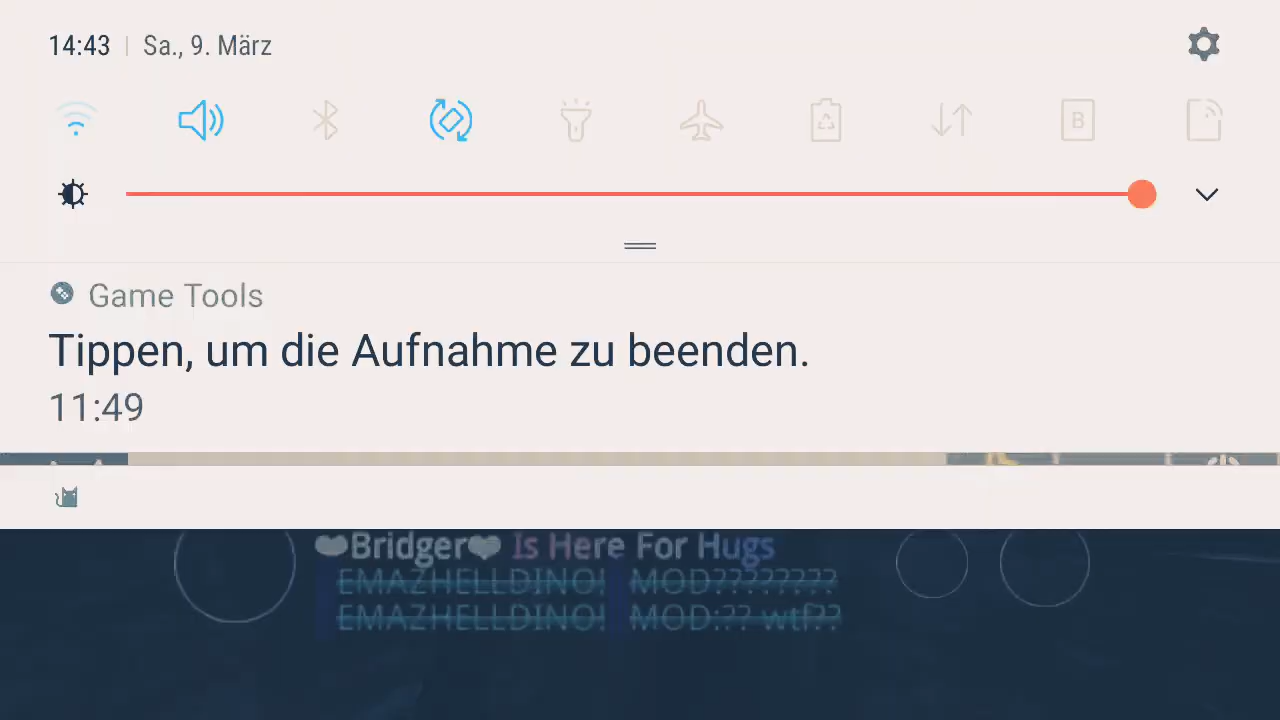 14:43 | Sa., 9. März
B
Game Tools
Tippen, um die Aufnahme zu beenden.
11:49
❤Bridger❤ Is Here For Hugs
EMAZHELLDINO! MOD????????
EMAZHELLDINO! MOD:?? wtf??